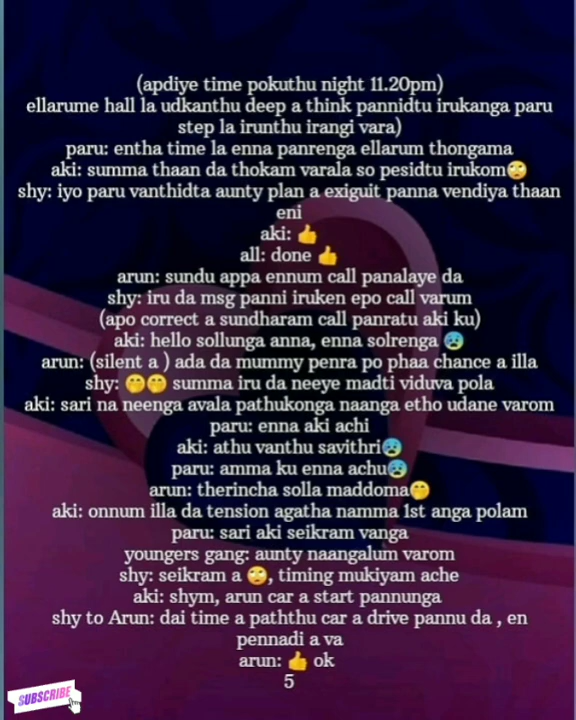 (apdiye time pokuthu night 11.20pm)
ellarume hall la udkanthu deep a think pannidtu irukanga paru
step la irunthu irangi vara)
paru: entha time la enna panrenga ellarum thongama
aki: summa thaan da thokam varala so pesidtu irukom🙄
shy: iyo paru vanthidta aunty plan a exiguit panna vendiya thaan
eni
aki: 👍
all: done 👍
arun: sundu appa ennum call panalaye da
shy: iru da msg panni iruken epo call varum
(apo correct a sundharam call panratu aki ku)
aki: hello sollunga anna, enna solrenga 😰
arun: (silent a ) ada da mummy penra po phaa chance a illa
shy: 🤭🤭 summa iru da neeye madti viduva pola
aki: sari na neenga avala pathukonga naanga etho udane varom
paru: enna aki achi
aki: athu vanthu savithri😰
paru: amma ku enna achu😰
arun: therincha solla maddoma🤭
aki: onnum illa da tension agatha namma 1st anga polam
paru: sari aki seikram vanga
youngers gang: aunty naangalum varom
shy: seikram a 🙄, timing mukiyam ache
aki: shym, arun car a start pannunga
shy to Arun: dai time a paththu car a drive pannu da , en
pennadi a va
arun: 👍 ok
5
SUBSCRIBE